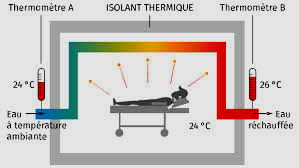 Thermomètre A
ISOLANT THERMIQUE
Thermomètre B
24 °C
26 °C
Eau
à température
ambiante
24 °C
Eau
réchauffée